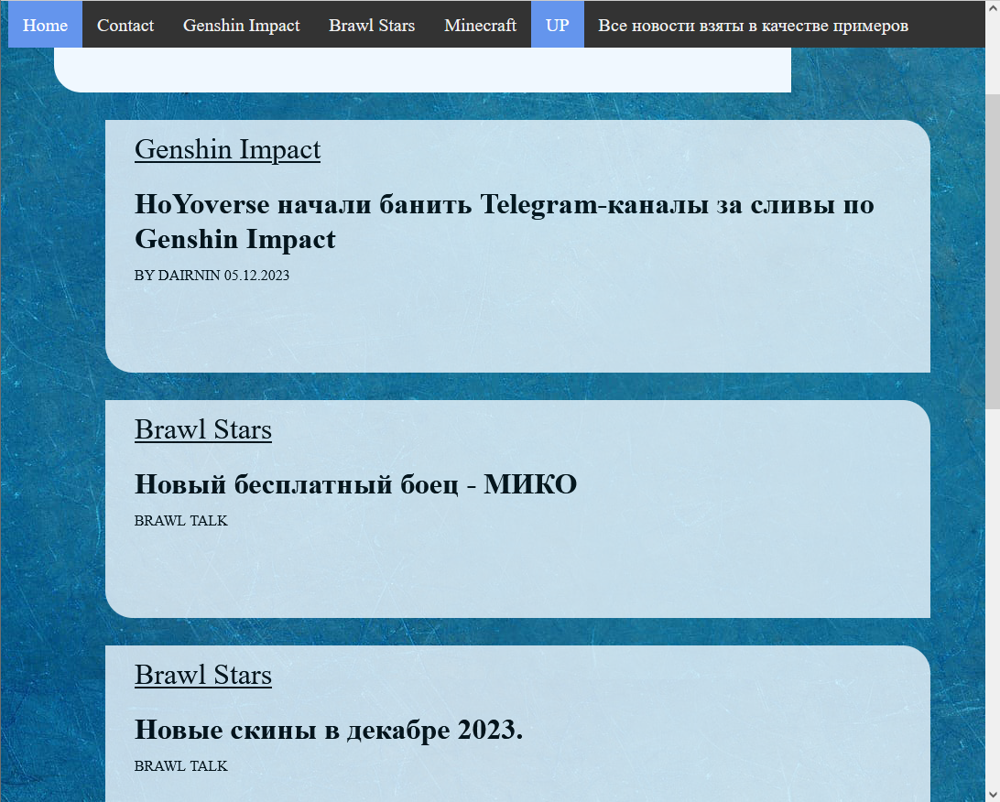 Home Contact Genshin Impact Brawl Stars Minecraft UP Все новости взяты в качестве примеров
Genshin Impact
HoYoverse начали банить Telegram-каналы за сливы по
Genshin Impact
BY DAIRNIN 05.12.2023
Brawl Stars
Новый бесплатный боец - МИКО
BRAWL TALK
Brawl Stars
Новые скины в декабре 2023.
BRAWL TALK